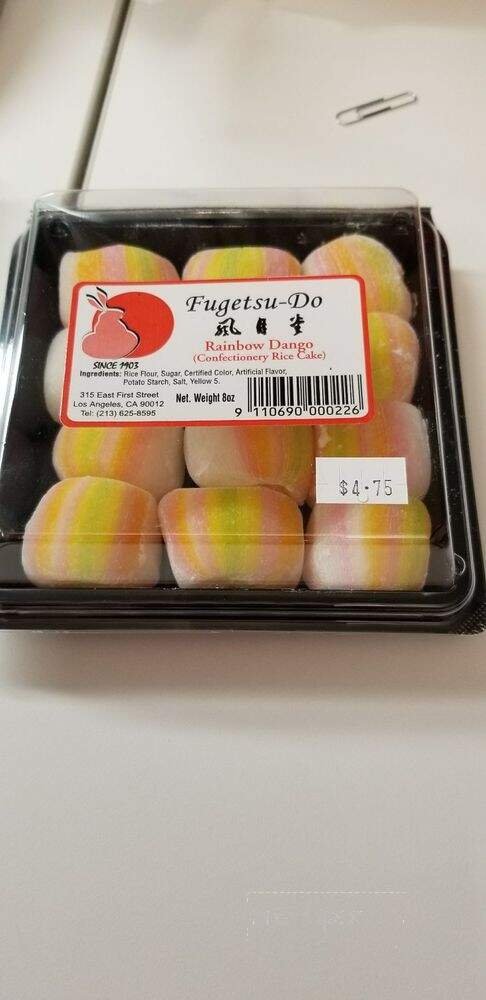 Fugetsu-Do
風月堂
Rainbow Dango
(Confectionery Rice Cake)
SINCE 1903
Ingredients: Rice Flour, Sugar, Certified Color, Artificial Flavor,
Potato Starch, Salt, Yellow 5.
315 East First Street
Los Angeles, CA 90012
Tel: (213) 625-8595
Net. Weight 8oz
9 110690 000226
$4.75